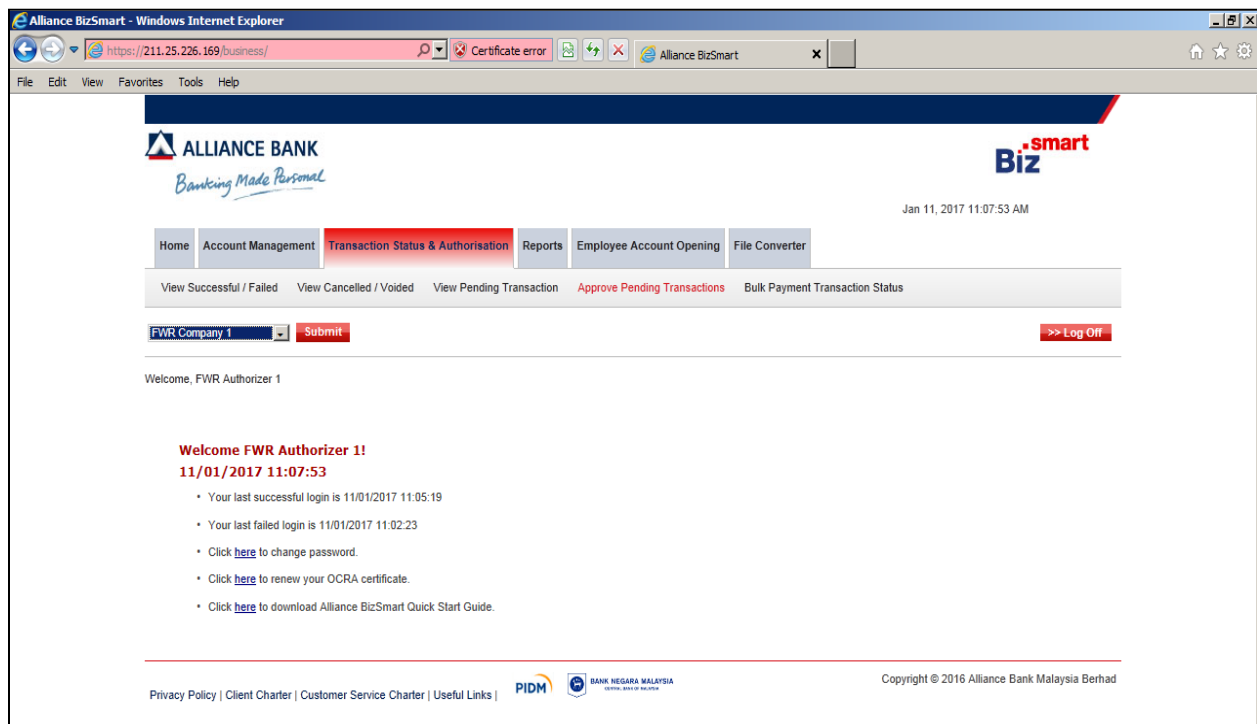 Alliance BizSmart - Windows Internet Explorer
https://211.25.226.169/business/ Certificate error Alliance BizSmart
File Edit View Favorites Tools Help
ALLIANCE BANK
Banking Made Personal
Biz.smart
Jan 11, 2017 11:07:53 AM
Home Account Management Transaction Status & Authorisation Reports Employee Account Opening File Converter
View Successful / Failed View Cancelled / Voided View Pending Transaction Approve Pending Transactions Bulk Payment Transaction Status
FWR Company 1 Submit >> Log Off
Welcome, FWR Authorizer 1
Welcome FWR Authorizer 1!
11/01/2017 11:07:53
• Your last successful login is 11/01/2017 11:05:19
• Your last failed login is 11/01/2017 11:02:23
• Click here to change password.
• Click here to renew your OCRA certificate.
• Click here to download Alliance BizSmart Quick Start Guide.
Privacy Policy | Client Charter | Customer Service Charter | Useful Links | PIDM BANK NEGARA MALAYSIA Copyright © 2016 Alliance Bank Malaysia Berhad
CENTRAL BANK OF MALAYSIA